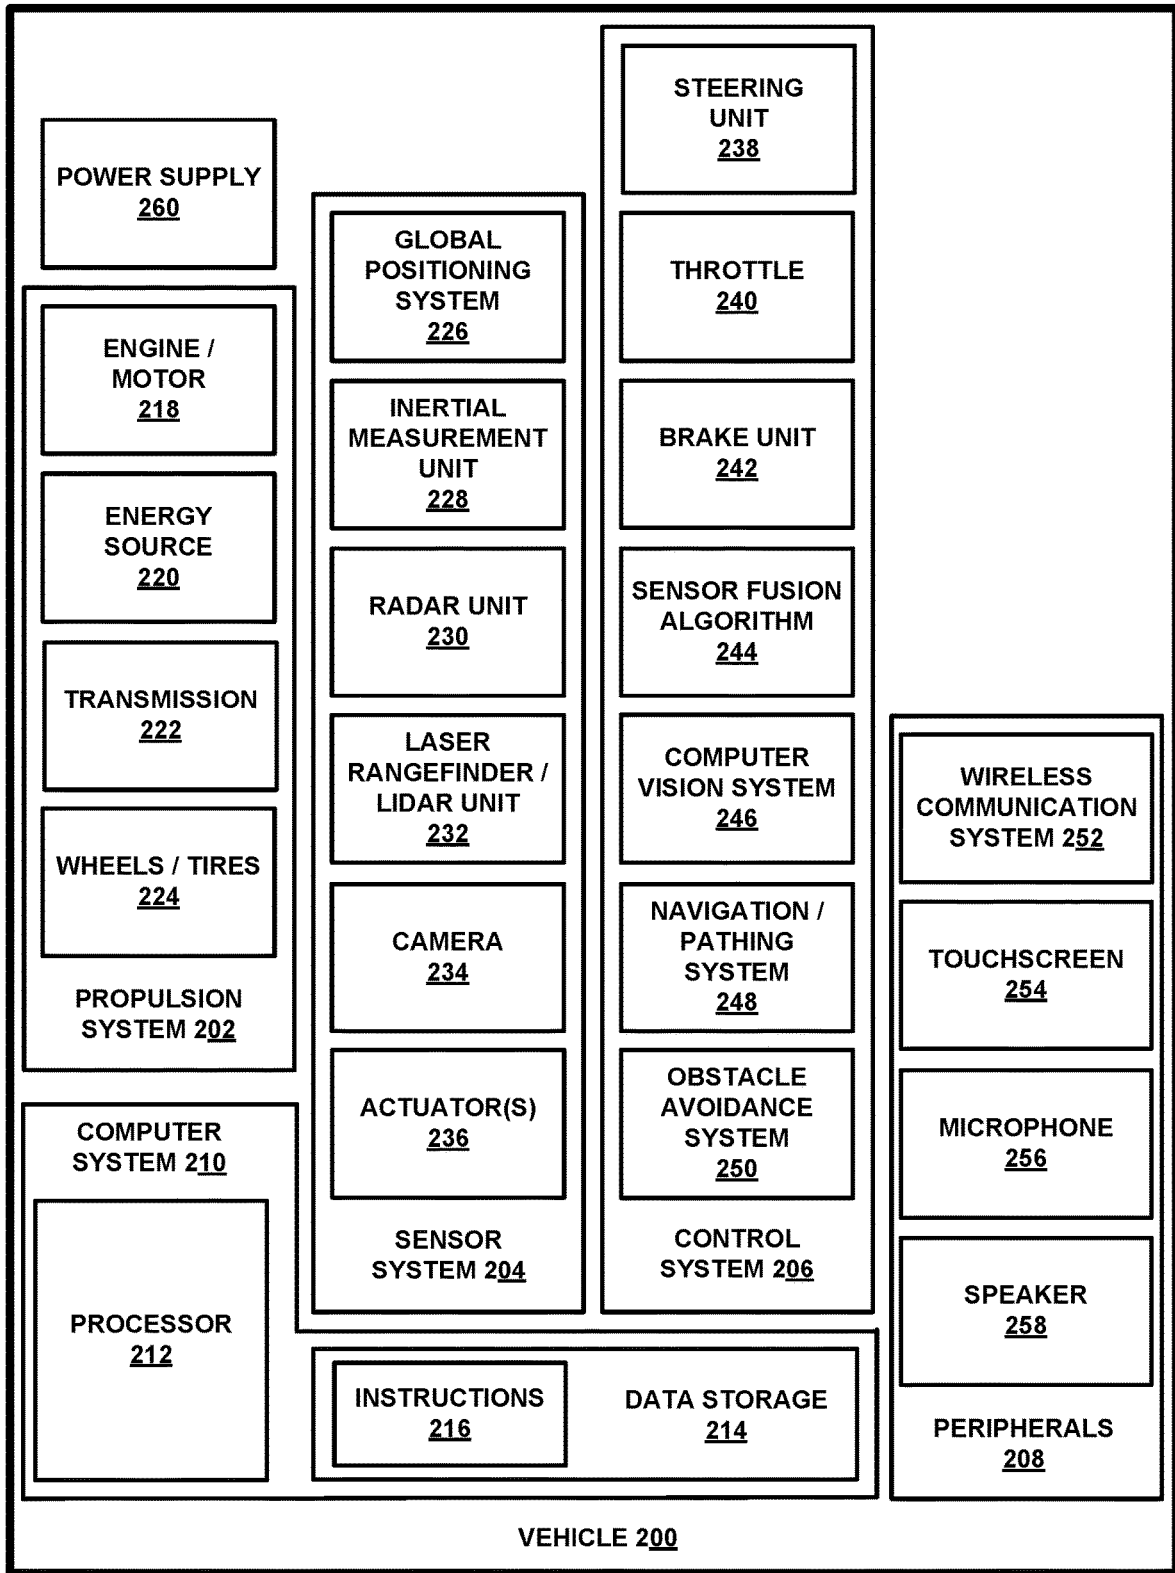 POWER SUPPLY
260
ENGINE /
MOTOR
218
ENERGY
SOURCE
220
TRANSMISSION
222
WHEELS / TIRES
224
PROPULSION
SYSTEM 202
COMPUTER
SYSTEM 210
PROCESSOR
212
INSTRUCTIONS
216
DATA STORAGE
214
GLOBAL
POSITIONING
SYSTEM
226
INERTIAL
MEASUREMENT
UNIT
228
RADAR UNIT
230
LASER
RANGEFINDER /
LIDAR UNIT
232
CAMERA
234
ACTUATOR(S)
236
SENSOR
SYSTEM 204
STEERING
UNIT
238
THROTTLE
240
BRAKE UNIT
242
SENSOR FUSION
ALGORITHM
244
COMPUTER
VISION SYSTEM
246
NAVIGATION /
PATHING
SYSTEM
248
OBSTACLE
AVOIDANCE
SYSTEM
250
CONTROL
SYSTEM 206
WIRELESS
COMMUNICATION
SYSTEM 252
TOUCHSCREEN
254
MICROPHONE
256
SPEAKER
258
PERIPHERALS
208
VEHICLE 200